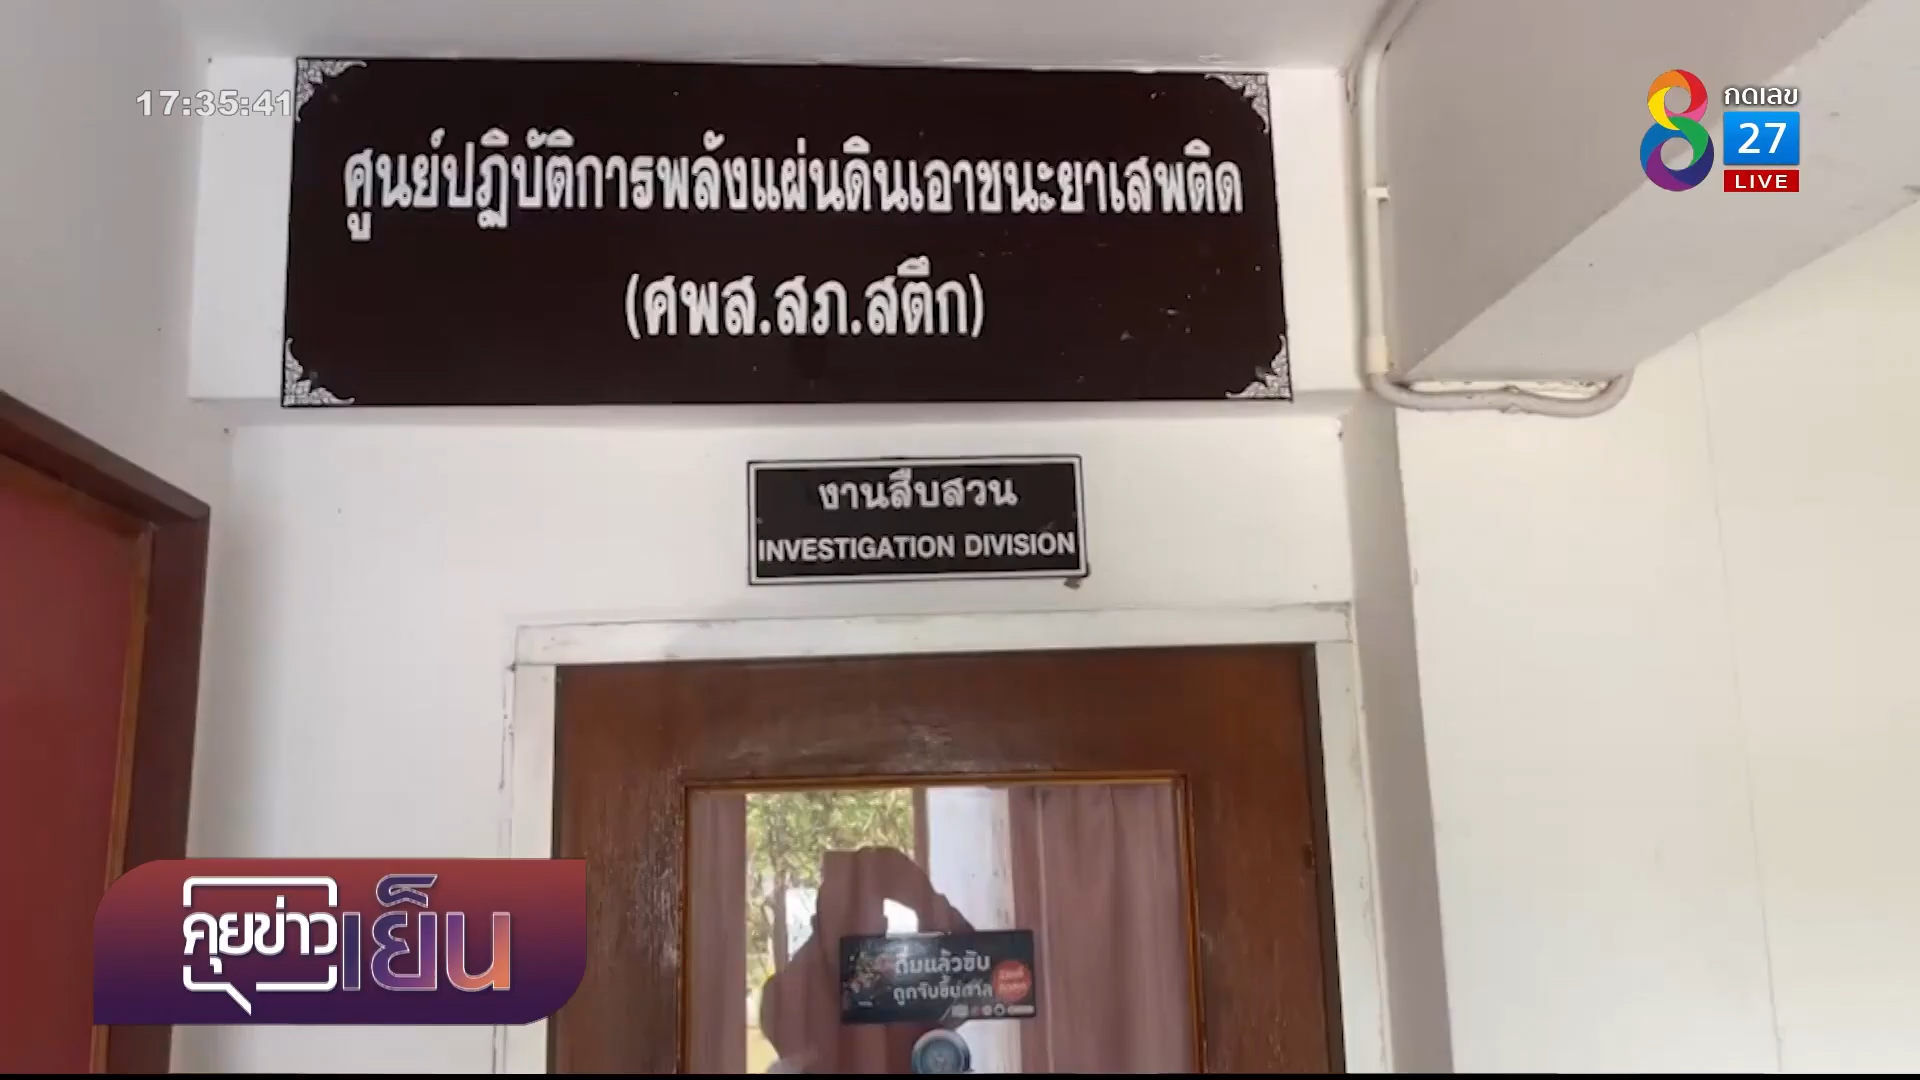 17:35:41
กดเลข
27
LIVE
ศูนย์ปฏิบัติการพลังแผ่นดินเอาชนะยาเสพติด
(ศพส.สภ.สตึก)
งานสืบสวน
INVESTIGATION DIVISION
คุยข่าวเย็น
ดื่มแล้วขับ
ถูกจับขึ้นศาล